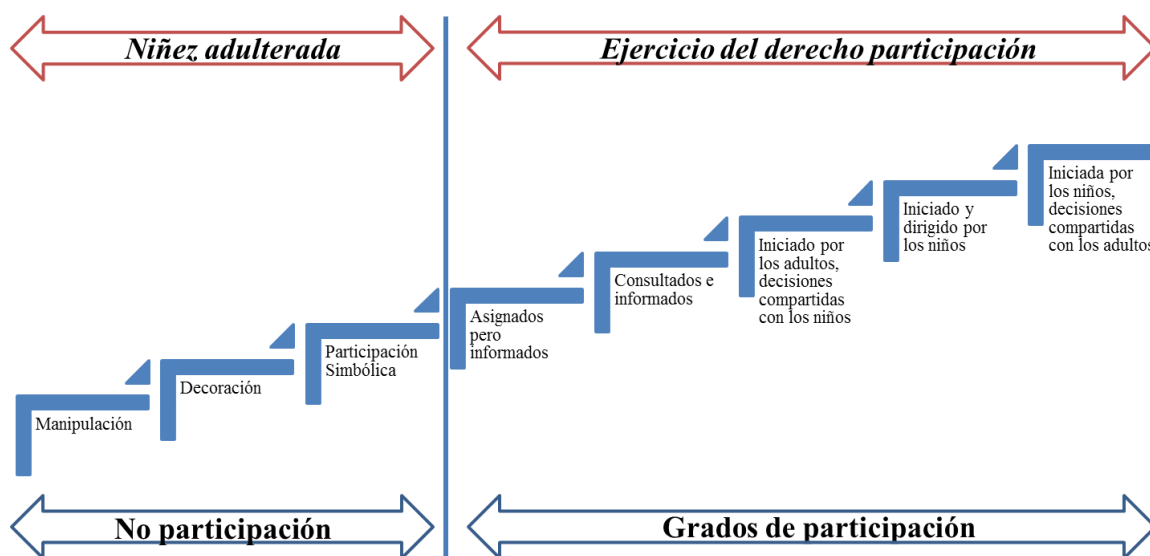 Niñez adulterada
Ejercicio del derecho participación
Manipulación
Decoración
Participación
Simbólica
Asignados
pero
informados
Consultados e
informados
Iniciado por
los adultos,
decisiones
compartidas
con los niños
Iniciado y
dirigido por
los niños
Iniciada por
los niños,
decisiones
compartidas
con los adultos
No participación
Grados de participación